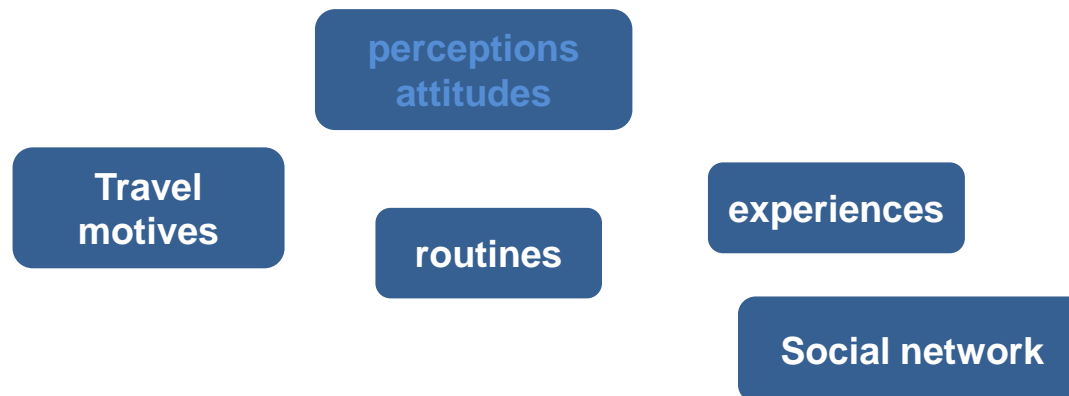 perceptions
attitudes
Travel
motives
experiences
routines
Social network